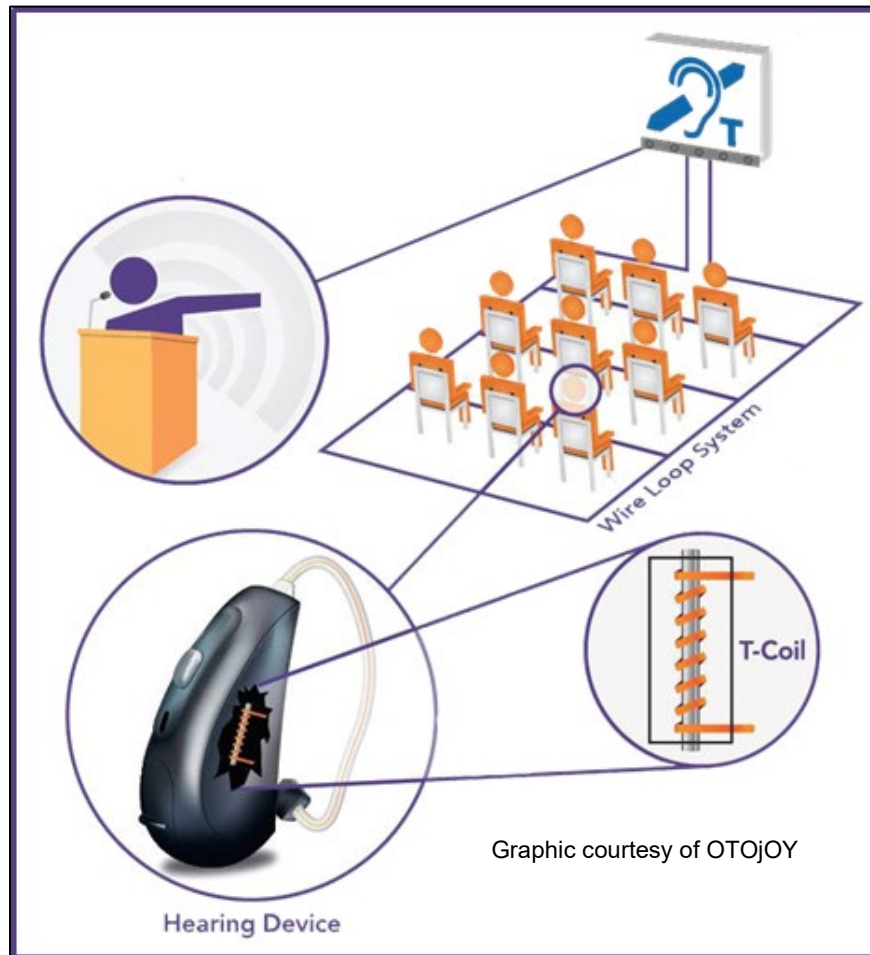 T
Wire Loop System
T-Coil
Graphic courtesy of OTOjOY
Hearing Device